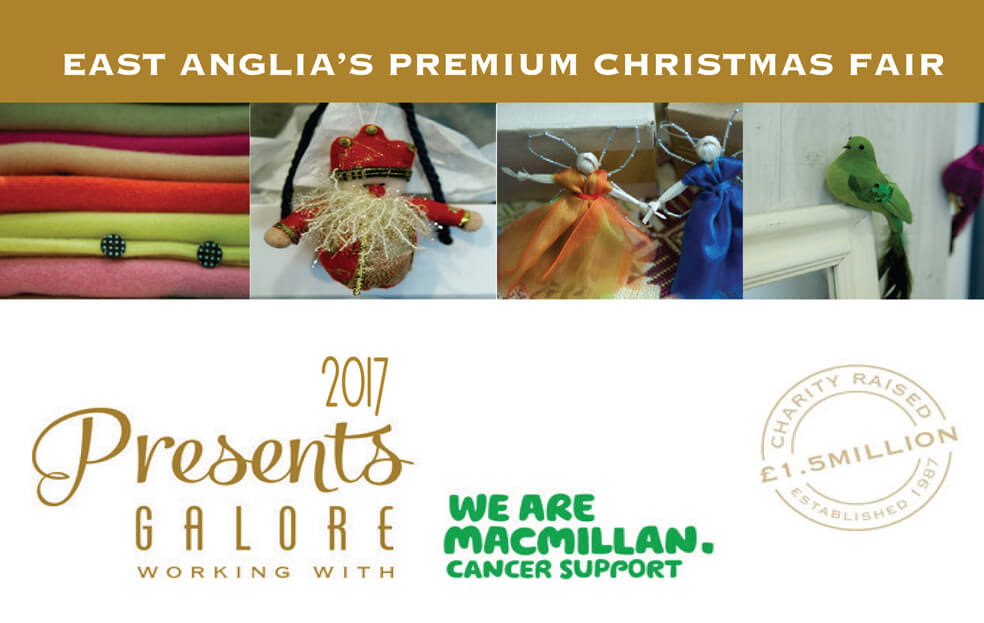 EAST ANGLIA'S PREMIUM CHRISTMAS FAIR
2017
Presents
GALORE
WORKING WITH
WE ARE
MACMILLAN.
CANCER SUPPORT
CHARITY RAISED
£1.5MILLION
ESTABLISHED 1987